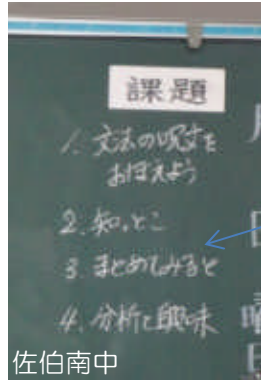 課題
1. 文法の呪文を
おぼえよう
2. 知っとこ
3. まとめてみると
4. 分析と興味
佐伯南中